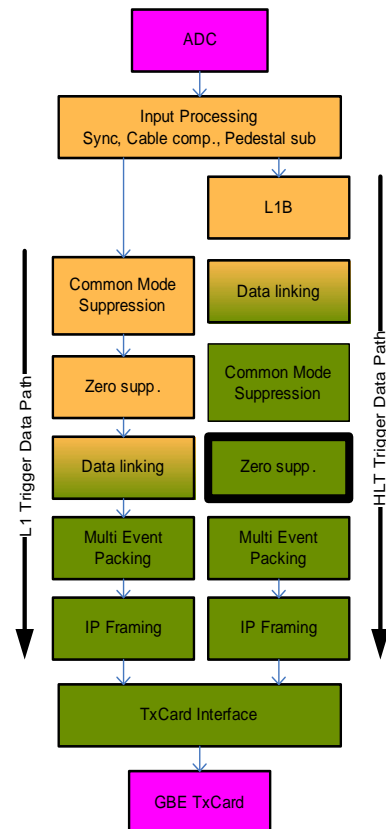 ADC
Input Processing
Sync, Cable comp., Pedestal sub
L1B
Common Mode
Suppression
Data linking
Common Mode
Suppression
Zero supp.
Zero supp.
Data linking
Multi Event
Packing
Multi Event
Packing
IP Framing
IP Framing
TxCard Interface
GBE TxCard
L1 Trigger Data Path
HLT Trigger Data Path